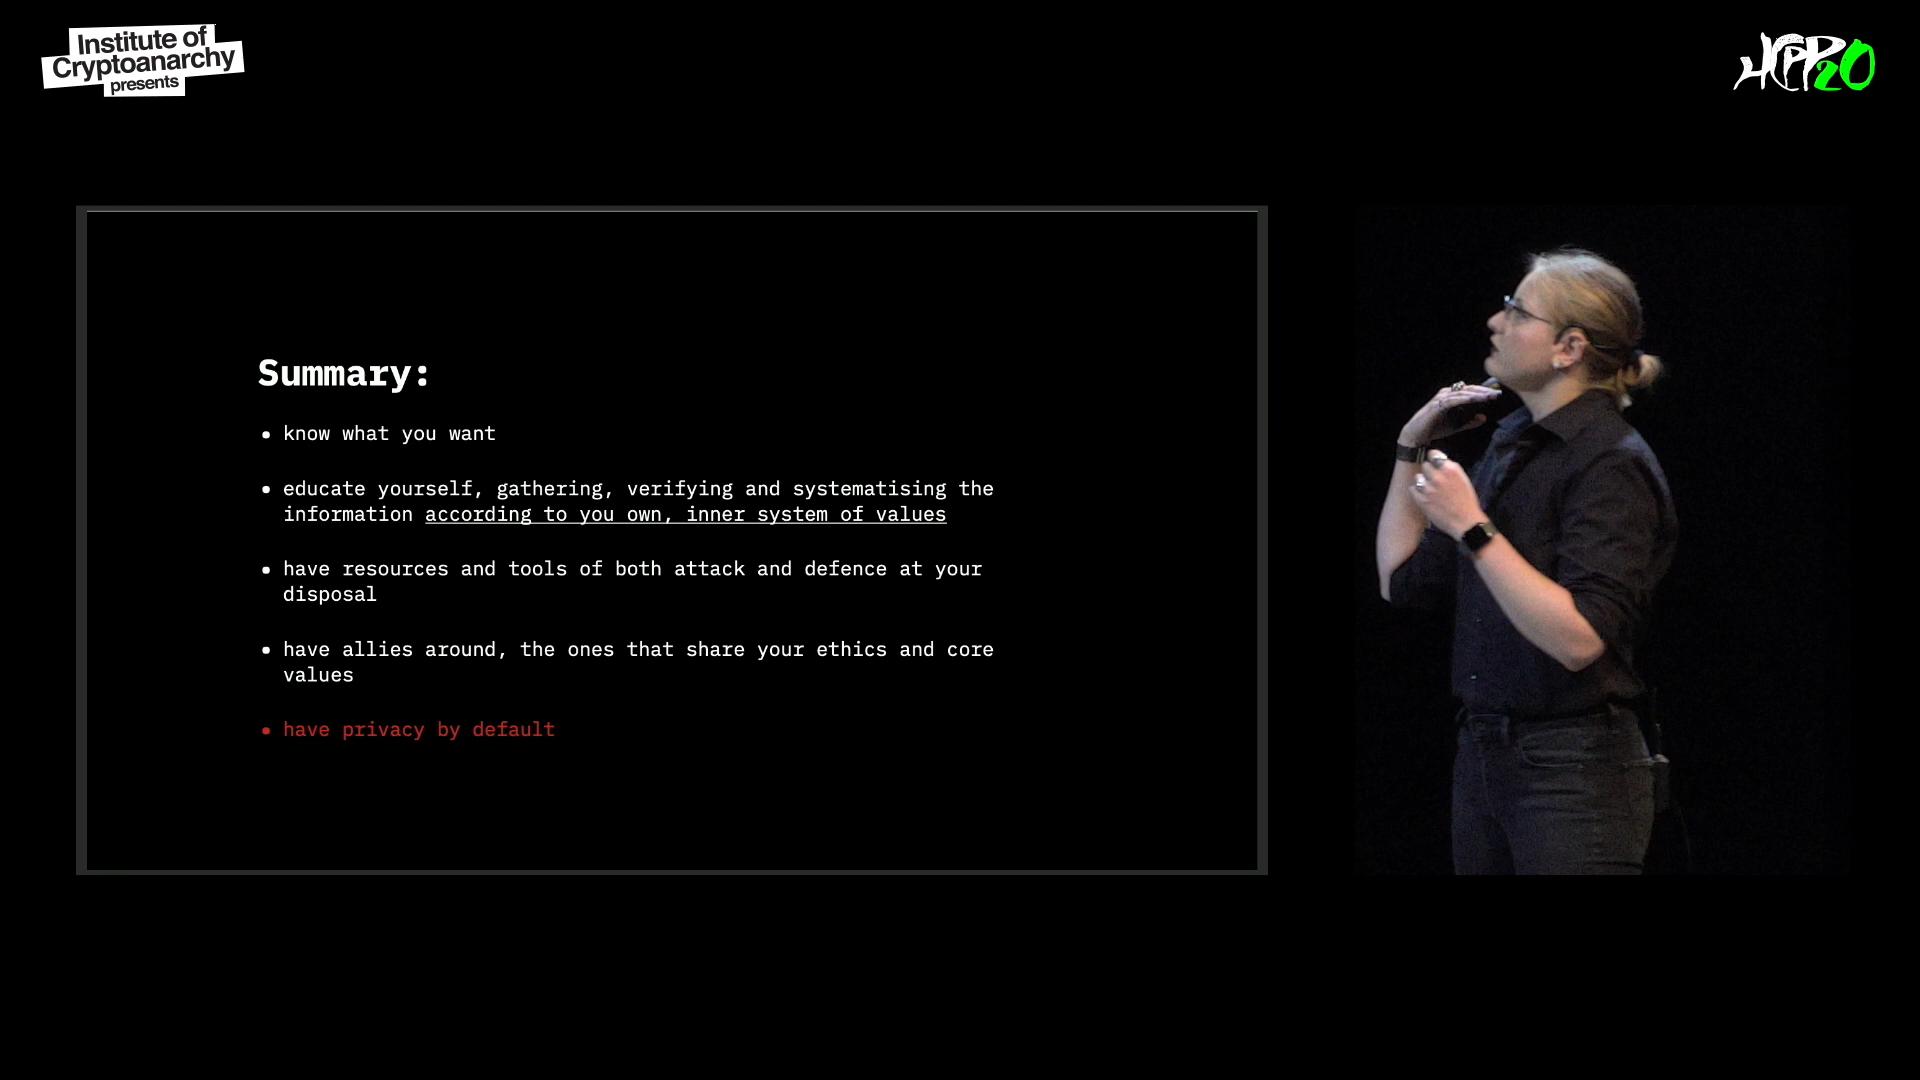 Institute of
Cryptoanarchy
presents
HCPP20
Summary:
• know what you want
• educate yourself, gathering, verifying and systematising the
information according to you own, inner system of values
• have resources and tools of both attack and defence at your
disposal
• have allies around, the ones that share your ethics and core
values
• have privacy by default